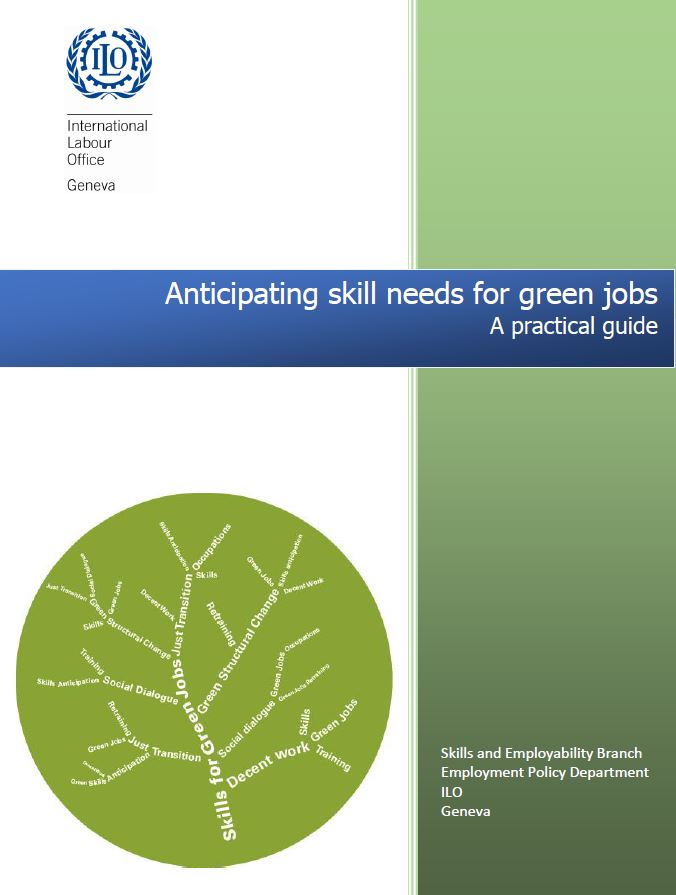 ILO
International
Labour
Office
Geneva
Anticipating skill needs for green jobs
A practical guide
Skills Anticipation
Occupations
Skills
Just Transition
Skills anticipation
Green Jobs
Decent Work
Green Structural Change
Retraining
Decent Work
Social Dialogue
Green Jobs
Just Transition
Skills
Green Structural Change
Training
Skills Anticipation
Social Dialogue
Occupations
Green Jobs
Green Jobs Retraining
Social dialogue
Retraining
Green Jobs
Just Transition
Green Skills Anticipation
Skills
Green Jobs
Training
Decent work
Skills for Green Jobs
Skills and Employability Branch
Employment Policy Department
ILO
Geneva